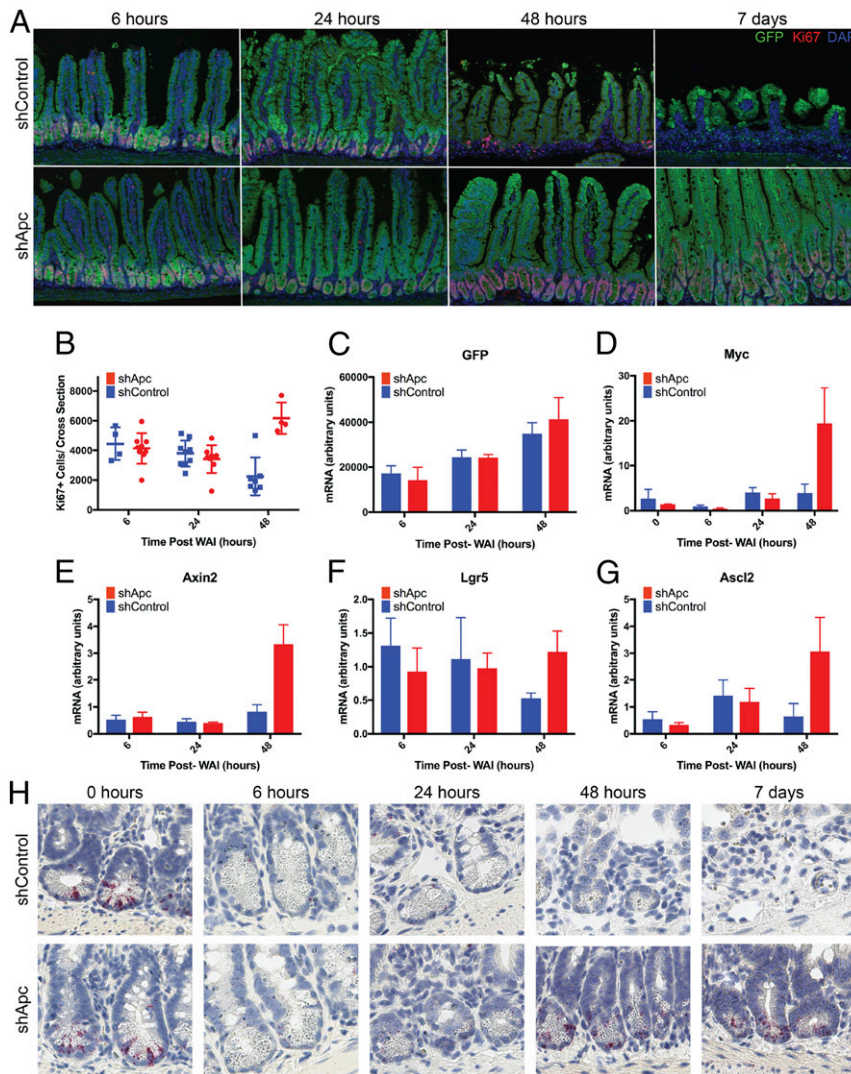 A
6 hours
24 hours
48 hours
7 days
shControl
GFP Ki67 DAP
shApc
B
shApc
shControl
Ki67+ Cells/ Cross Section
8000
6000
4000
2000
0
6
24
48
Time Post WAI (hours)
C
GFP
shApc
shControl
mRNA (arbitrary units)
60000
40000
20000
0
6
24
48
Time Post- WAI (hours)
D
Myc
shApc
shControl
mRNA (arbitrary units)
30
20
10
0
0
6
24
48
Time Post- WAI (hours)
E
Axin2
shApc
shControl
mRNA (arbitrary units)
5
4
3
2
1
0
6
24
48
Time Post- WAI (hours)
F
Lgr5
shApc
shControl
mRNA (arbitrary units)
2.0
1.5
1.0
0.5
0.0
6
24
48
Time Post- WAI (hours)
G
Ascl2
shApc
shControl
mRNA (arbitrary units)
5
4
3
2
1
0
6
24
48
Time Post- WAI (hours)
H
0 hours
6 hours
24 hours
48 hours
7 days
shControl
shApc